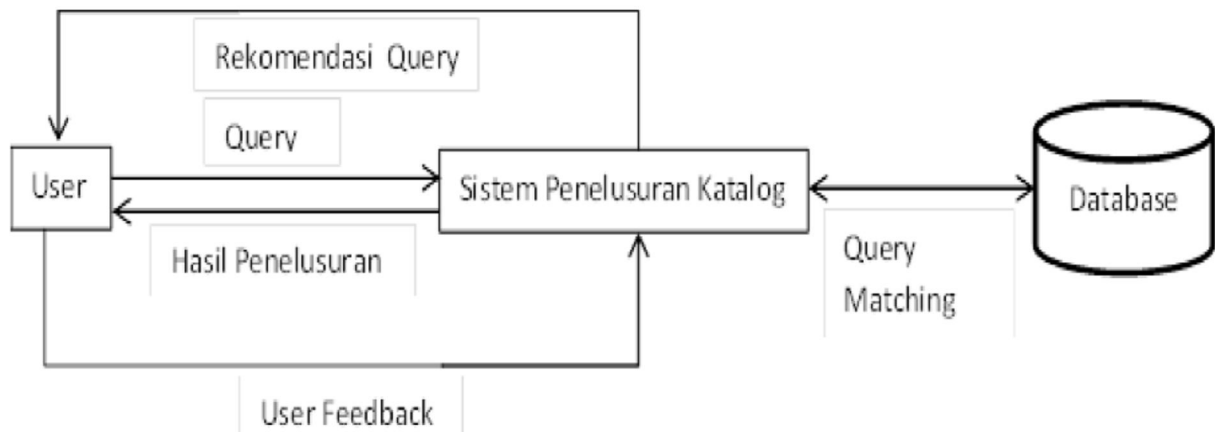 Rekomendasi Query
Query
User
Sistem Penelusuran Katalog
Database
Hasil Penelusuran
Query
Matching
User Feedback